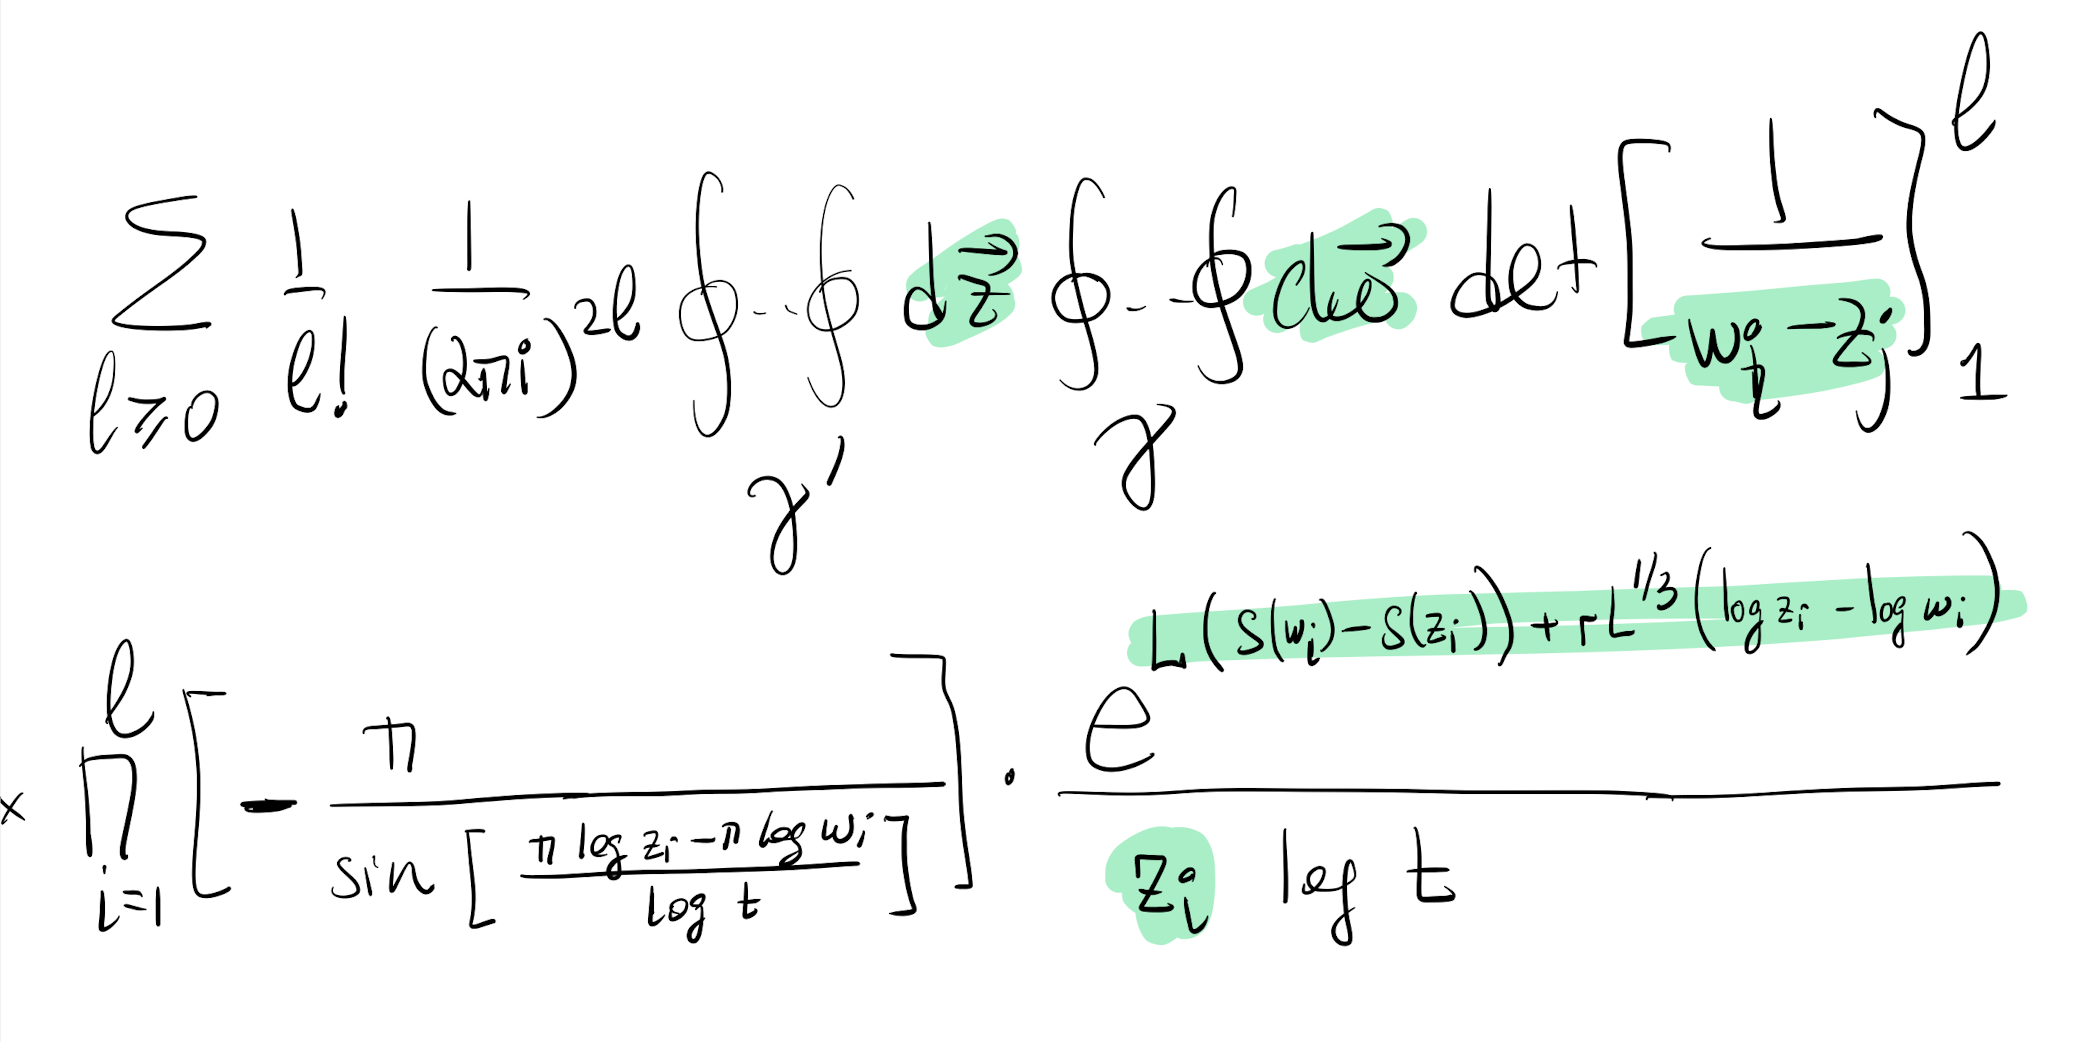 \sum_{\ell \geqslant 0} \frac{1}{\ell!} \frac{1}{(2\pi i)^{2\ell}} \oint \cdots \oint_{\gamma'} d\vec{z} \oint \cdots \oint_{\gamma} d\vec{w} \det \left[ \frac{1}{w_i - z_j} \right]_1^{\ell}
\times \prod_{i=1}^{\ell} \left[ - \frac{\pi}{\sin \left[ \frac{\pi \log z_i - \pi \log w_i}{\log t} \right]} \right] \cdot \frac{e^{L(S(w_i) - S(z_i)) + r L^{1/3} (\log z_i - \log w_i)}}{z_i \log t}